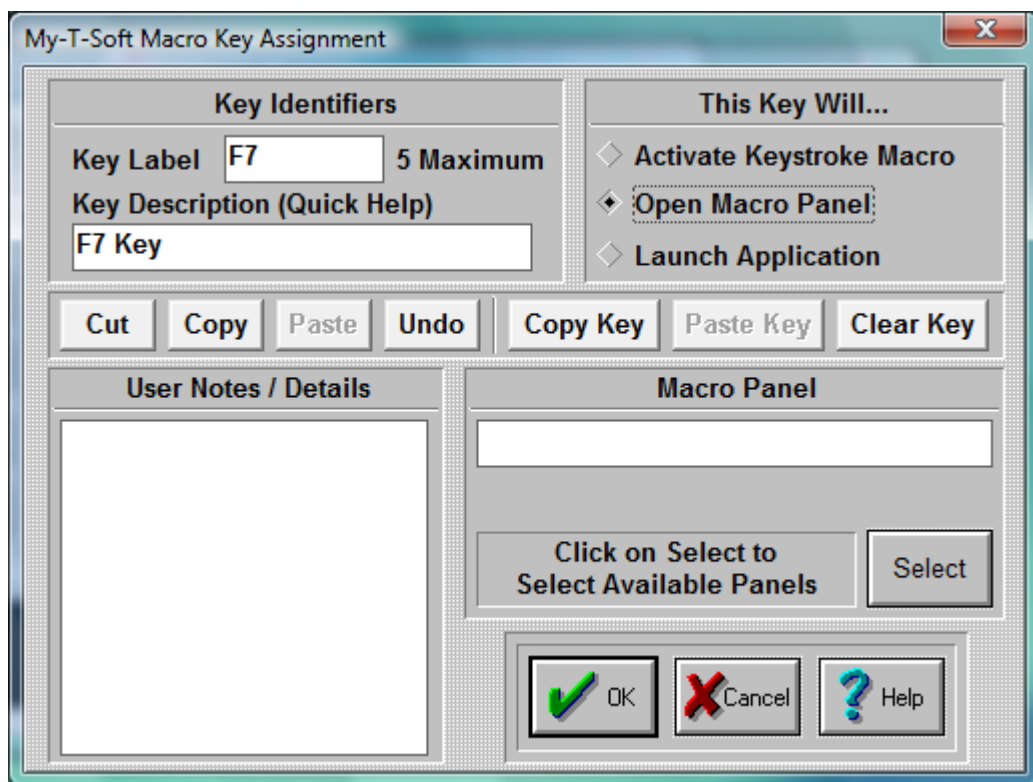 My-T-Soft Macro Key Assignment
Key Identifiers
Key Label F7 5 Maximum
Key Description (Quick Help)
F7 Key
This Key Will...
Activate Keystroke Macro
Open Macro Panel
Launch Application
Cut Copy Paste Undo Copy Key Paste Key Clear Key
User Notes / Details
Macro Panel
Click on Select to
Select Available Panels
Select
OK Cancel Help